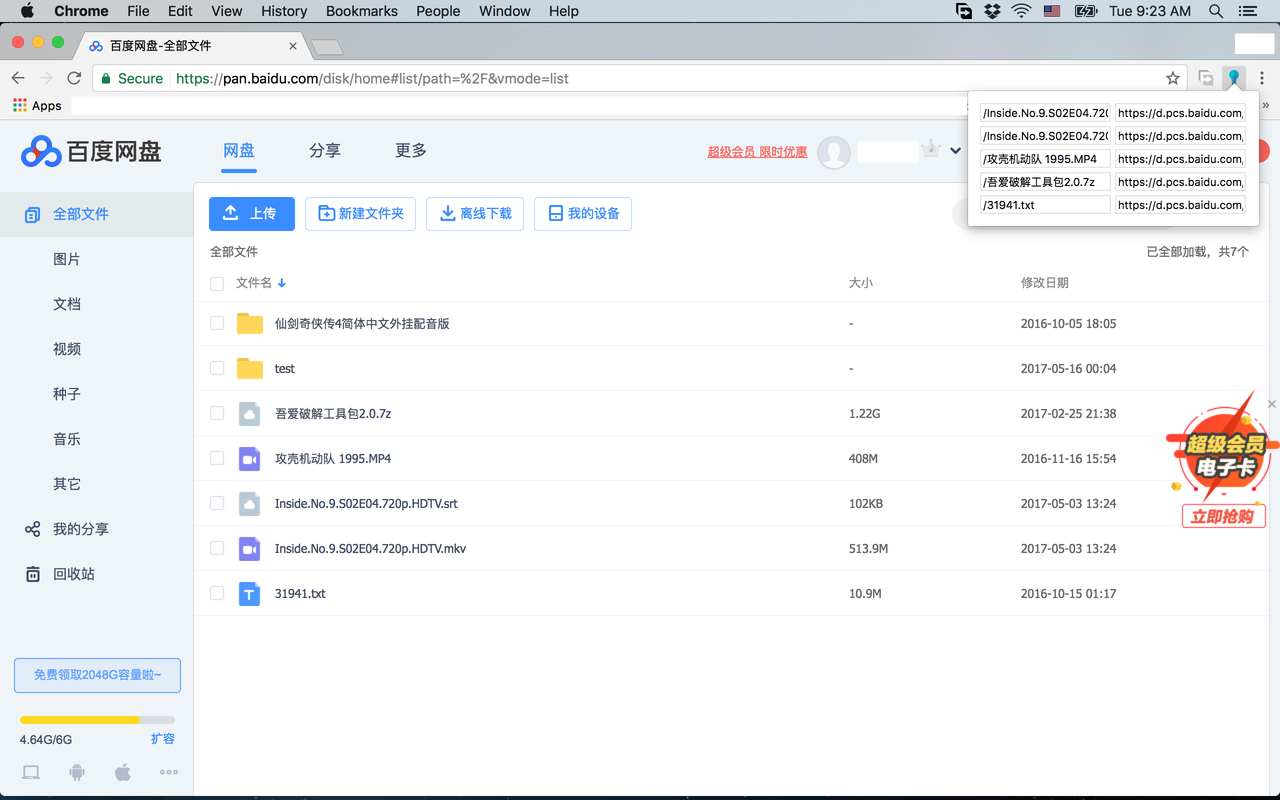 Chrome File Edit View History Bookmarks People Window Help Tue 9:23 AM
百度网盘-全部文件
Secure https://pan.baidu.com/disk/home#list/path=%2F&vmode=list
Apps »
/Inside.No.9.S02E04.720 https://d.pcs.baidu.com,
/Inside.No.9.S02E04.720 https://d.pcs.baidu.com,
/攻壳机动队 1995.MP4 https://d.pcs.baidu.com,
/吾爱破解工具包2.0.7z https://d.pcs.baidu.com,
/31941.txt https://d.pcs.baidu.com,
百度网盘 网盘 分享 更多 超级会员 限时优惠
全部文件
图片
文档
视频
种子
音乐
其它
我的分享
回收站
免费领取2048G容量啦~
4.64G/6G 扩容
上传 新建文件夹 离线下载 我的设备
全部文件 已全部加载，共7个
文件名 大小 修改日期
仙剑奇侠传4简体中文外挂配音版 - 2016-10-05 18:05
test - 2017-05-16 00:04
吾爱破解工具包2.0.7z 1.22G 2017-02-25 21:38
攻壳机动队 1995.MP4 408M 2016-11-16 15:54
Inside.No.9.S02E04.720p.HDTV.srt 102KB 2017-05-03 13:24
Inside.No.9.S02E04.720p.HDTV.mkv 513.9M 2017-05-03 13:24
T 31941.txt 10.9M 2016-10-15 01:17
超级会员
电子卡
立即抢购